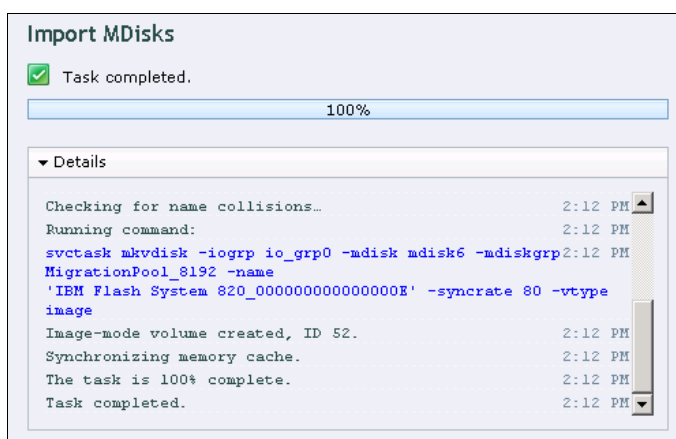 Import MDisks
Task completed.
100%
Details
Checking for name collisions… 2:12 PM
Running command: 2:12 PM
svctask mkvdisk -iogrp io_grp0 -mdisk mdisk6 -mdiskgrp 2:12 PM
MigrationPool_8192 -name
'IBM Flash System 820_000000000000000E' -syncrate 80 -vtype
image
Image-mode volume created, ID 52. 2:12 PM
Synchronizing memory cache. 2:12 PM
The task is 100% complete. 2:12 PM
Task completed. 2:12 PM